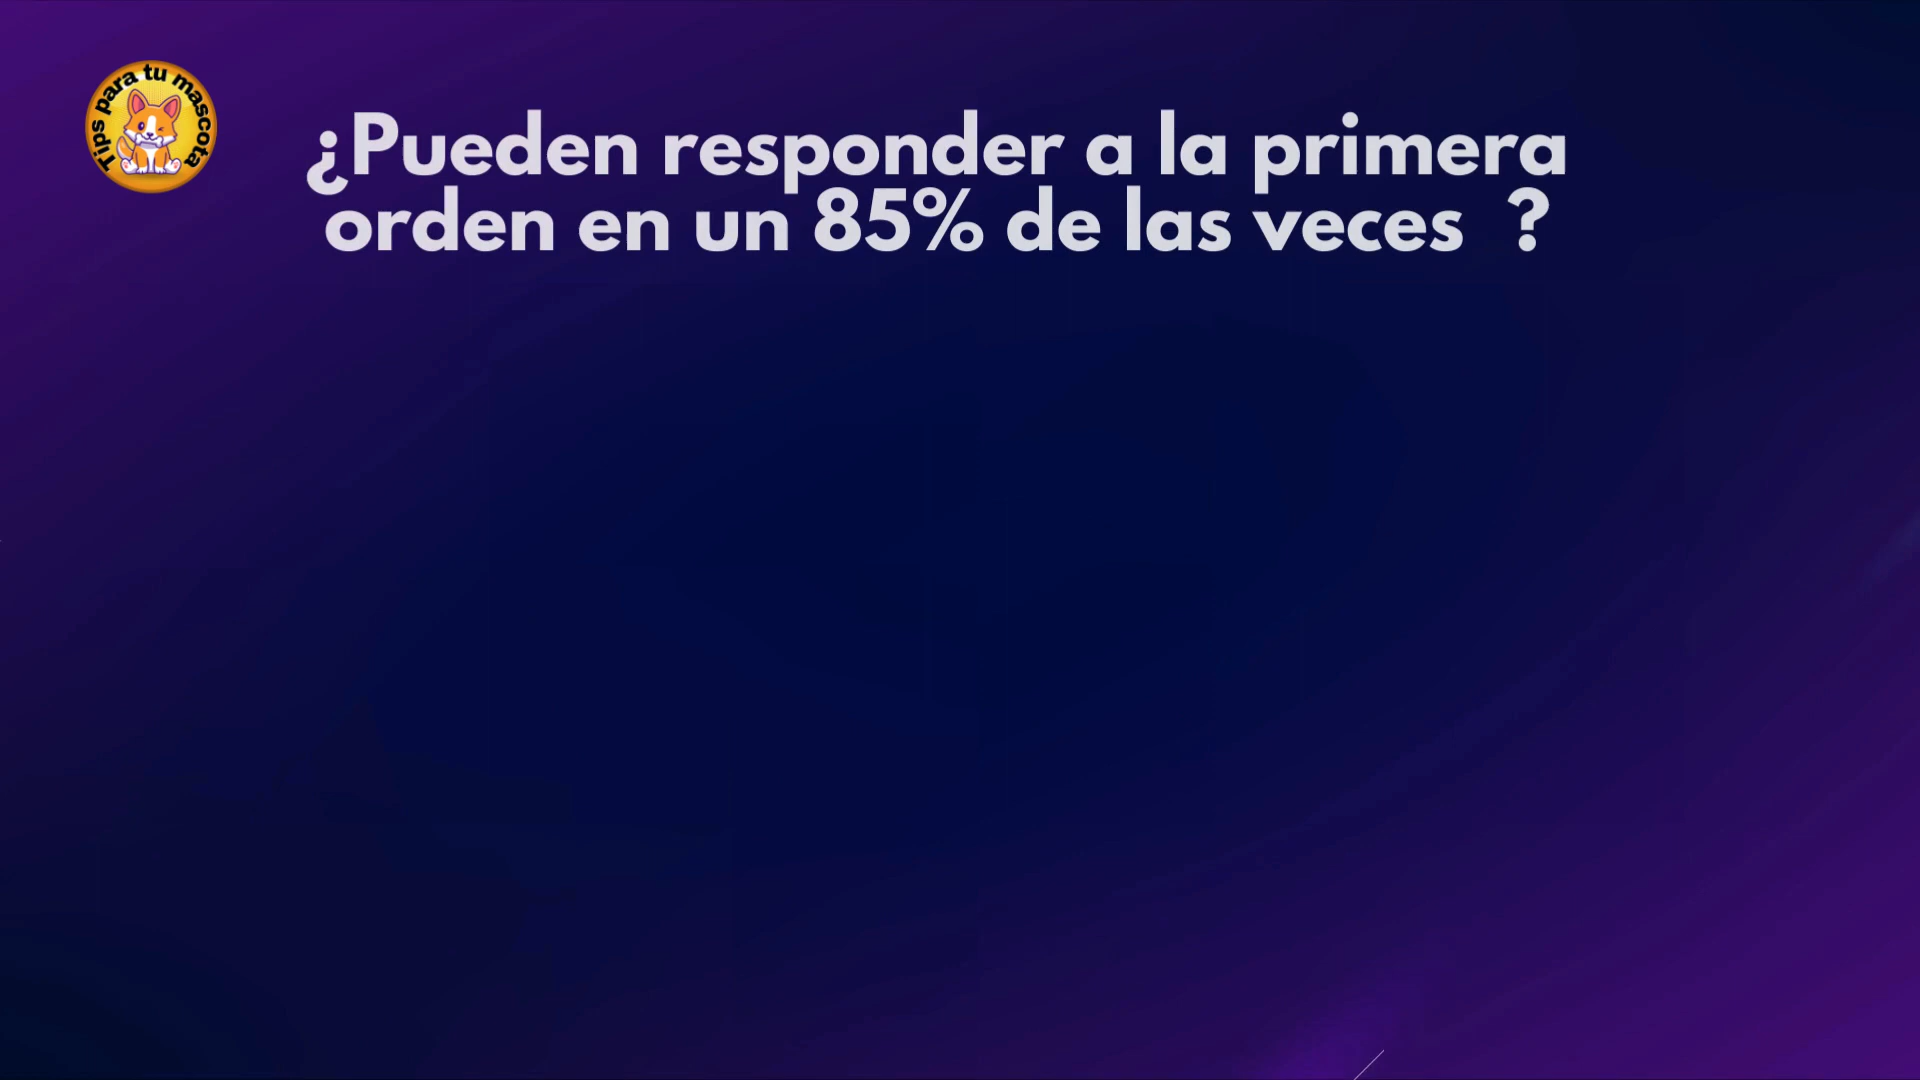 Tips para tu mascota
¿Pueden responder a la primera
orden en un 85% de las veces ?